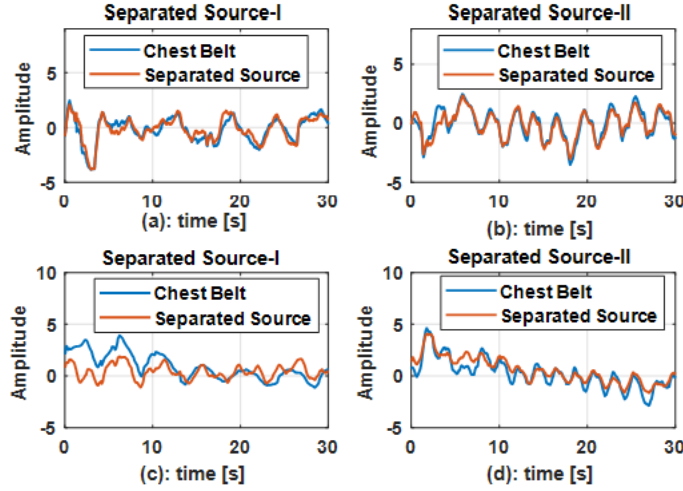 Separated Source-I
Chest Belt
Separated Source
Amplitude
5
0
-5
0 10 20 30
(a): time [s]
Separated Source-II
Chest Belt
Separated Source
Amplitude
5
0
-5
0 10 20 30
(b): time [s]
Separated Source-I
Chest Belt
Separated Source
Amplitude
10
5
0
-5
0 10 20 30
(c): time [s]
Separated Source-II
Chest Belt
Separated Source
Amplitude
10
5
0
-5
0 10 20 30
(d): time [s]